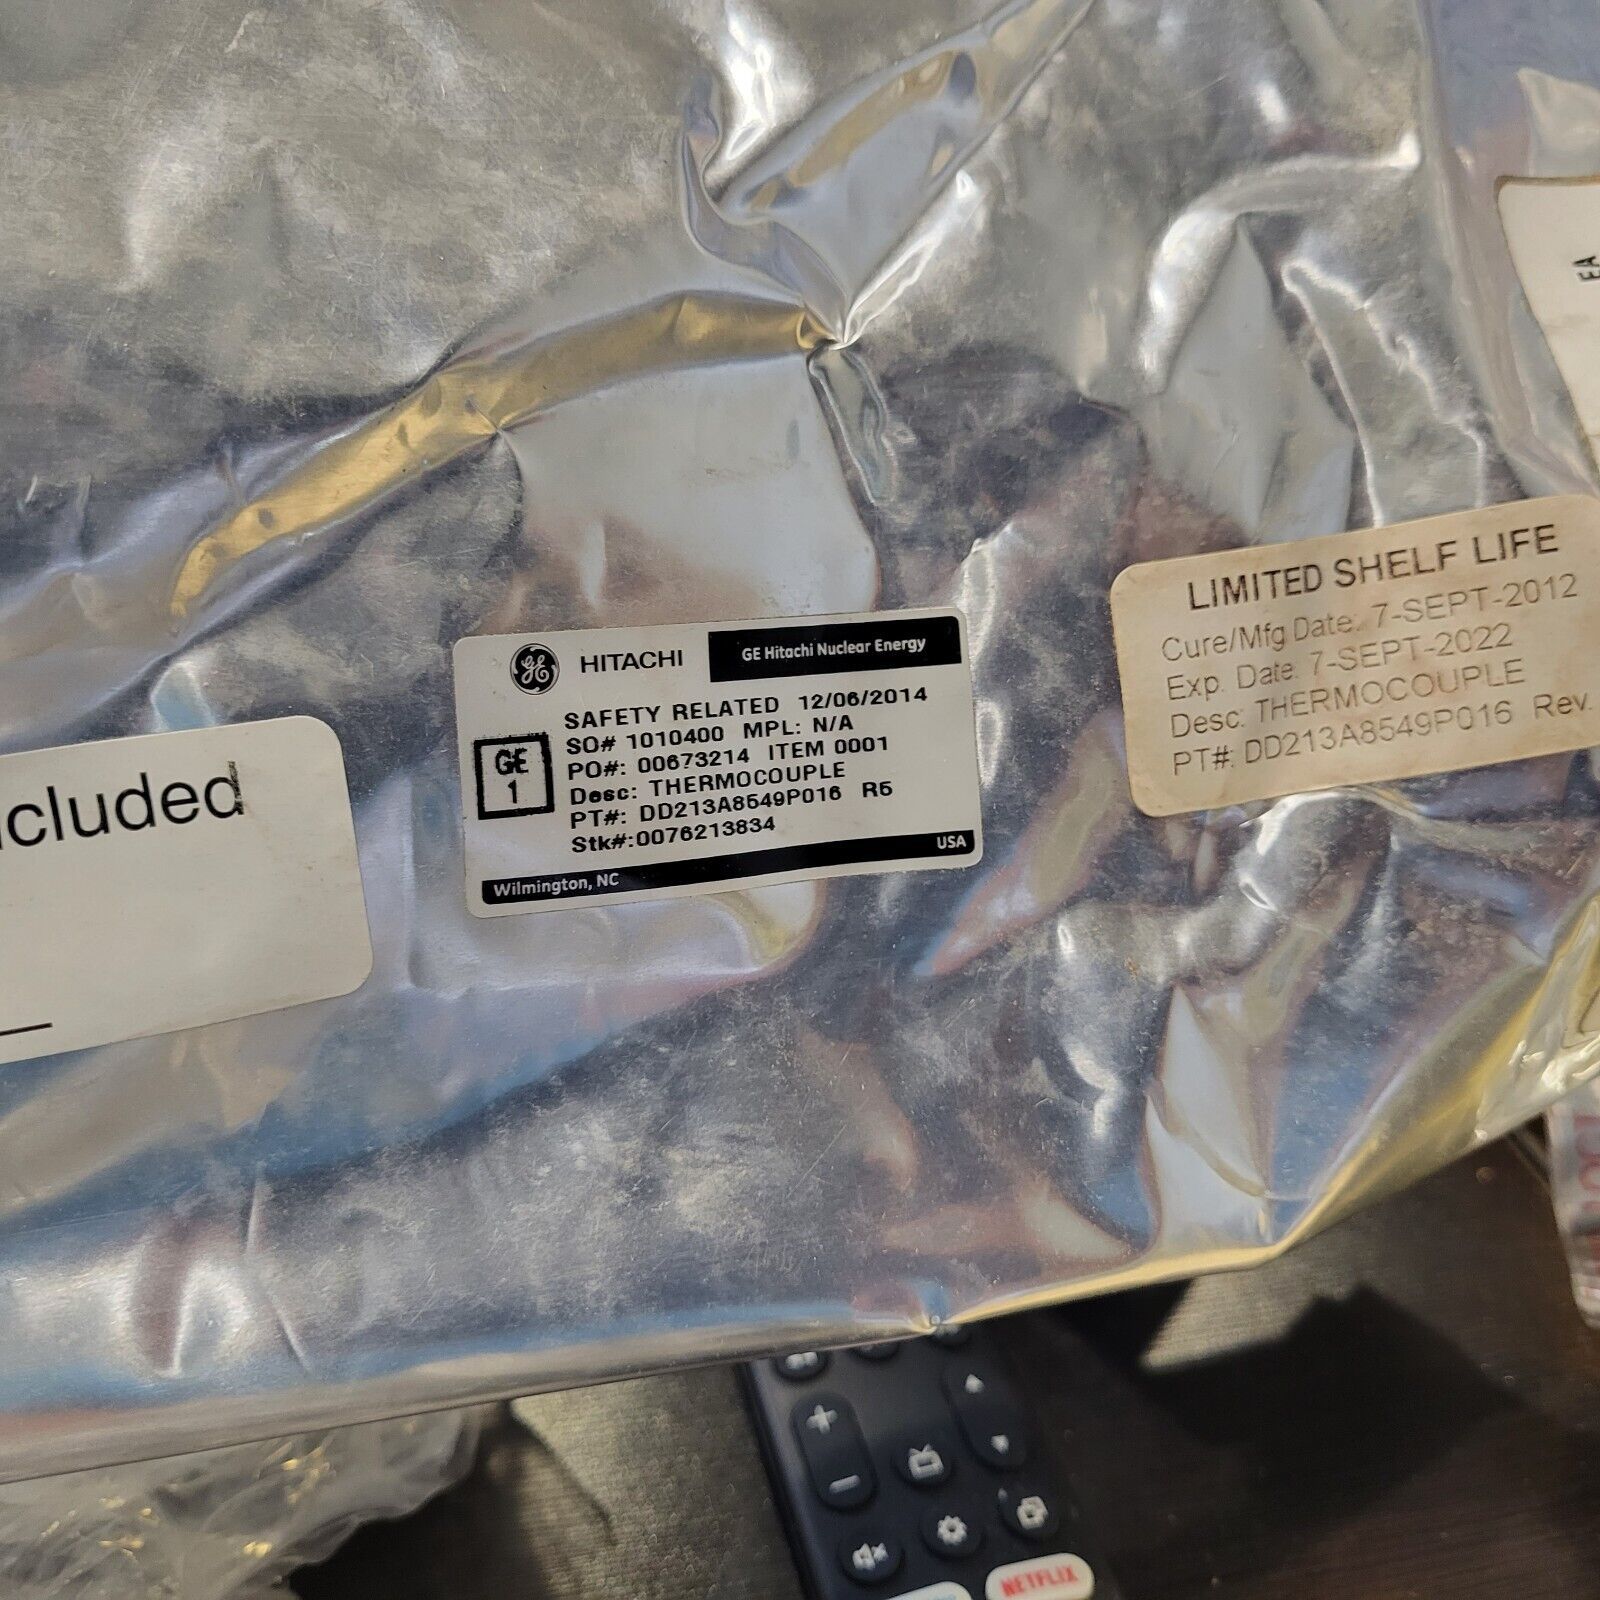 EA
LIMITED SHELF LIFE
Cure/Mfg Date: 7-SEPT-2012
Exp. Date: 7-SEPT-2022
Desc: THERMOCOUPLE
PT#: DD213A8549P016 Rev.
GE HITACHI
GE Hitachi Nuclear Energy
SAFETY RELATED 12/06/2014
SO# 1010400 MPL: N/A
PO#: 00673214 ITEM 0001
Desc: THERMOCOUPLE
PT#: DD213A8549P016 R5
Stk#:0076213834
GE
1
Wilmington, NC
USA
cluded
NETFLIX